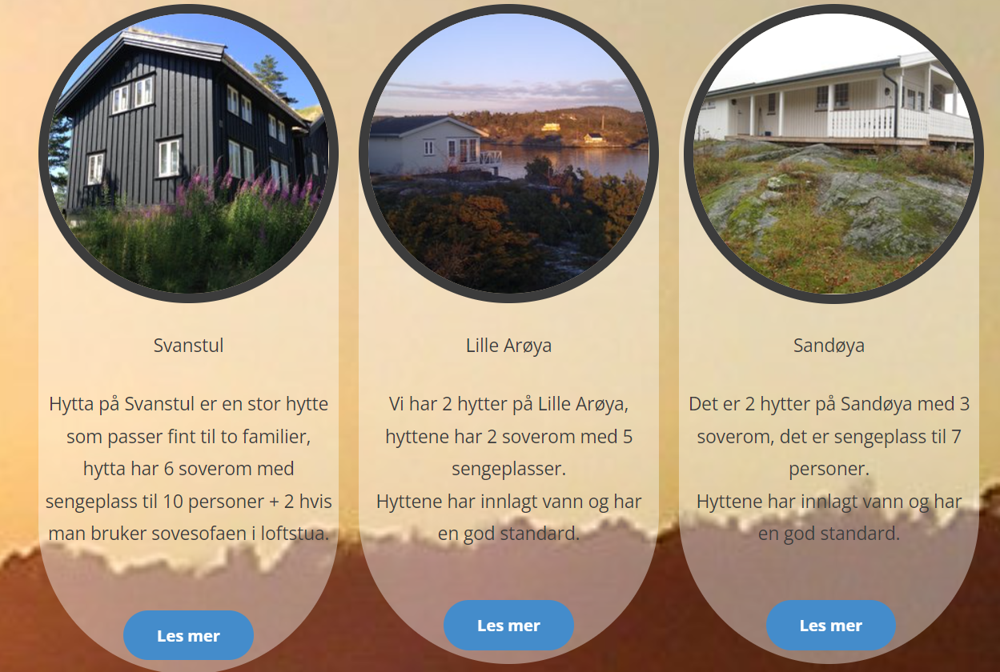 Svanstul
Hytta på Svanstul er en stor hytte
som passer fint til to familier,
hytta har 6 soverom med
sengeplass til 10 personer + 2 hvis
man bruker sovesofaen i loftstua.
Les mer
Lille Arøya
Vi har 2 hytter på Lille Arøya,
hyttene har 2 soverom med 5
sengeplasser.
Hyttene har innlagt vann og har
en god standard.
Les mer
Sandøya
Det er 2 hytter på Sandøya med 3
soverom, det er sengeplass til 7
personer.
Hyttene har innlagt vann og har
en god standard.
Les mer